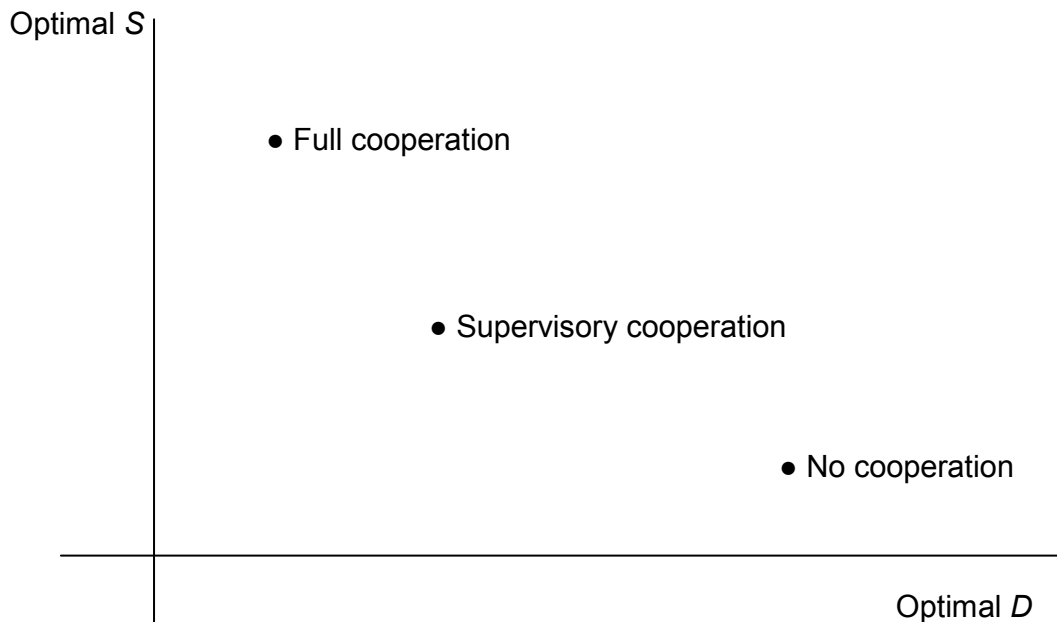 Optimal S
● Full cooperation
● Supervisory cooperation
● No cooperation
Optimal D